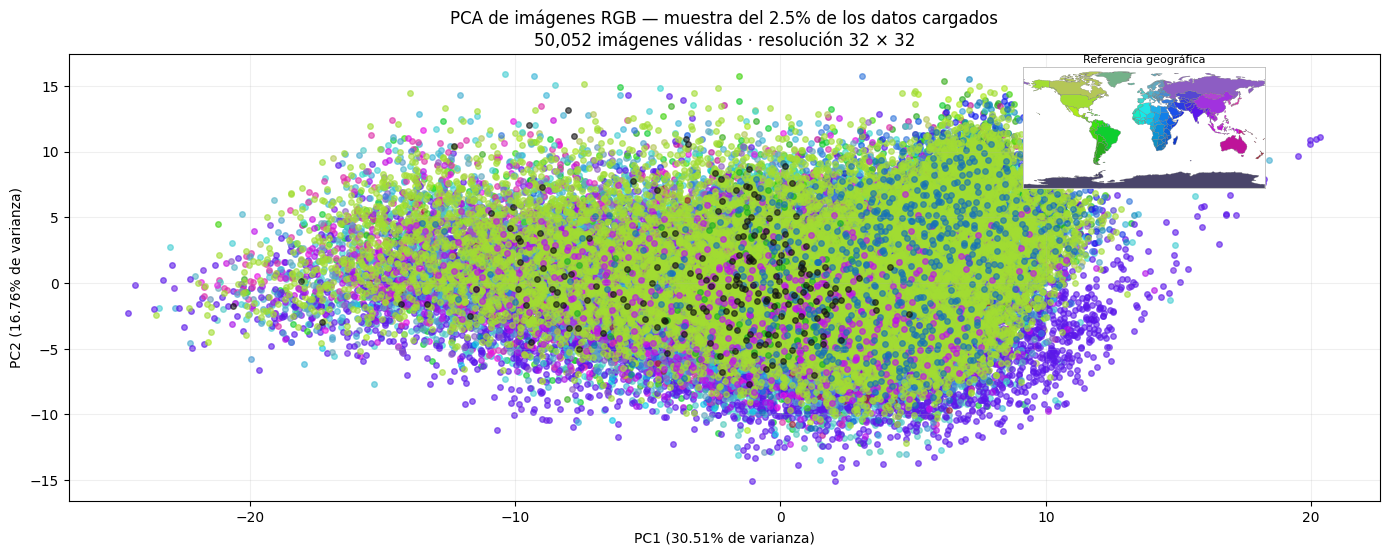 PCA de imágenes RGB — muestra del 2.5% de los datos cargados
50,052 imágenes válidas · resolución 32 × 32
Referencia geográfica
15
10
5
0
−5
−10
−15
PC2 (16.76% de varianza)
−20
−10
0
10
20
PC1 (30.51% de varianza)